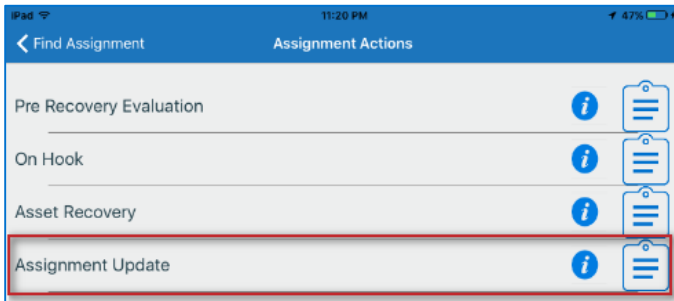 iPad 11:20 PM 47%
Find Assignment Assignment Actions
Pre Recovery Evaluation i
On Hook i
Asset Recovery i
Assignment Update i